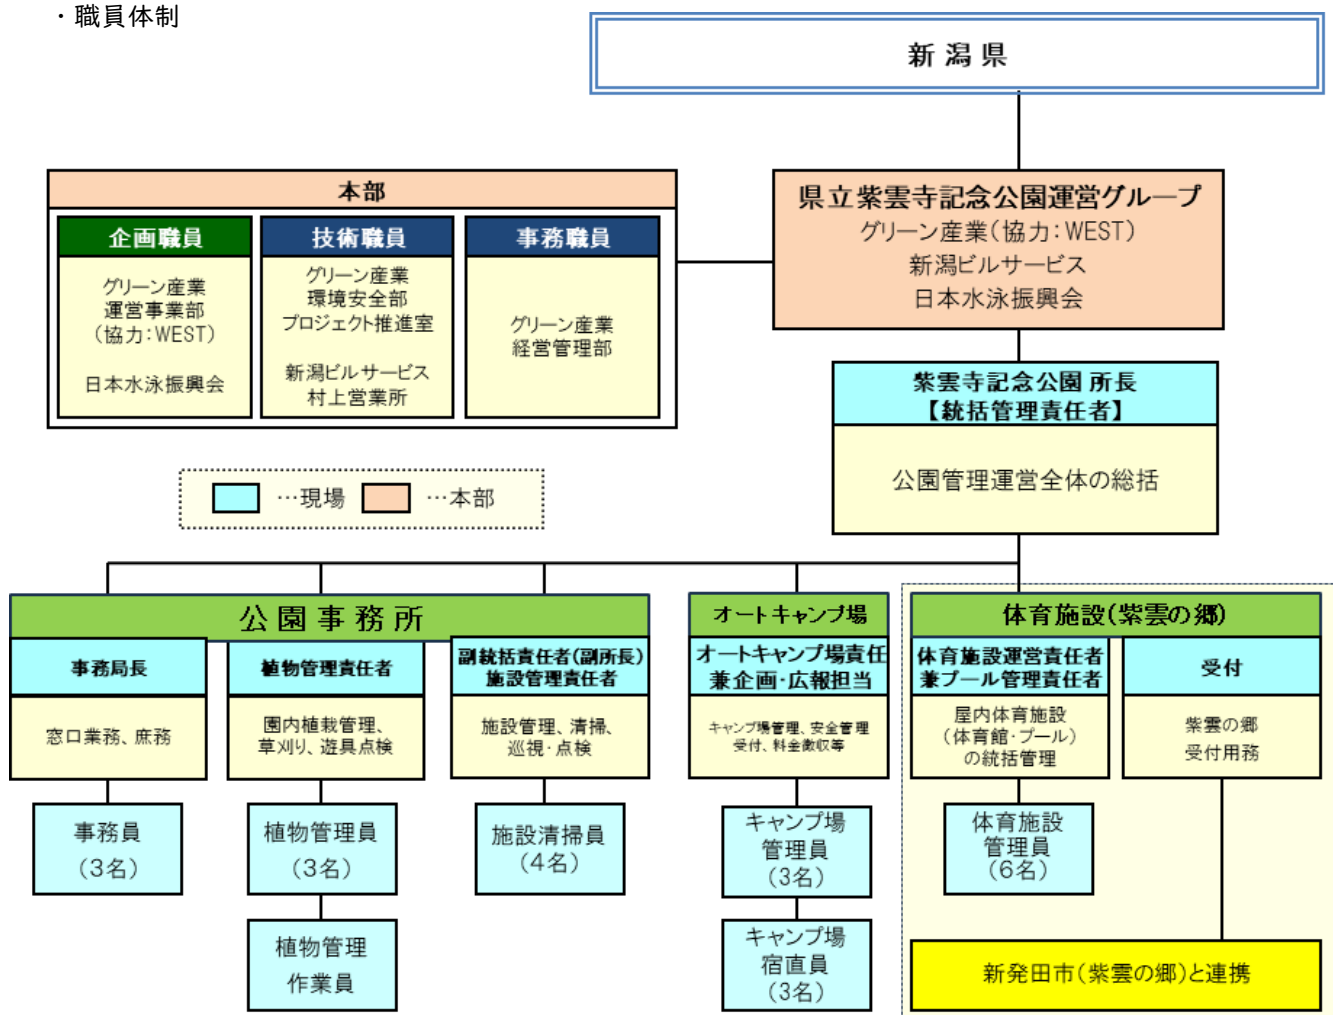 ・職員体制
新潟県
本部
企画職員
グリーン産業
運営事業部
(協力:WEST)
日本水泳振興会
技術職員
グリーン産業
環境安全部
プロジェクト推進室
新潟ビルサービス
村上営業所
事務職員
グリーン産業
経営管理部
県立紫雲寺記念公園運営グループ
グリーン産業(協力:WEST)
新潟ビルサービス
日本水泳振興会
紫雲寺記念公園 所長
【統括管理責任者】
公園管理運営全体の総括
…現場
…本部
公園事務所
事務局長
窓口業務、庶務
事務員
(3名)
植物管理責任者
園内植栽管理、
草刈り、遊具点検
植物管理員
(3名)
植物管理
作業員
副統括責任者(副所長)
施設管理責任者
施設管理、清掃、
巡視・点検
施設清掃員
(4名)
オートキャンプ場
オートキャンプ場責任
兼企画・広報担当
キャンプ場管理、安全管理
受付、料金徴収等
キャンプ場
管理員
(3名)
キャンプ場
宿直員
(3名)
体育施設(紫雲の郷)
体育施設運営責任者
兼プール管理責任者
屋内体育施設
(体育館・プール)
の統括管理
体育施設
管理員
(6名)
受付
紫雲の郷
受付用務
新発田市(紫雲の郷)と連携